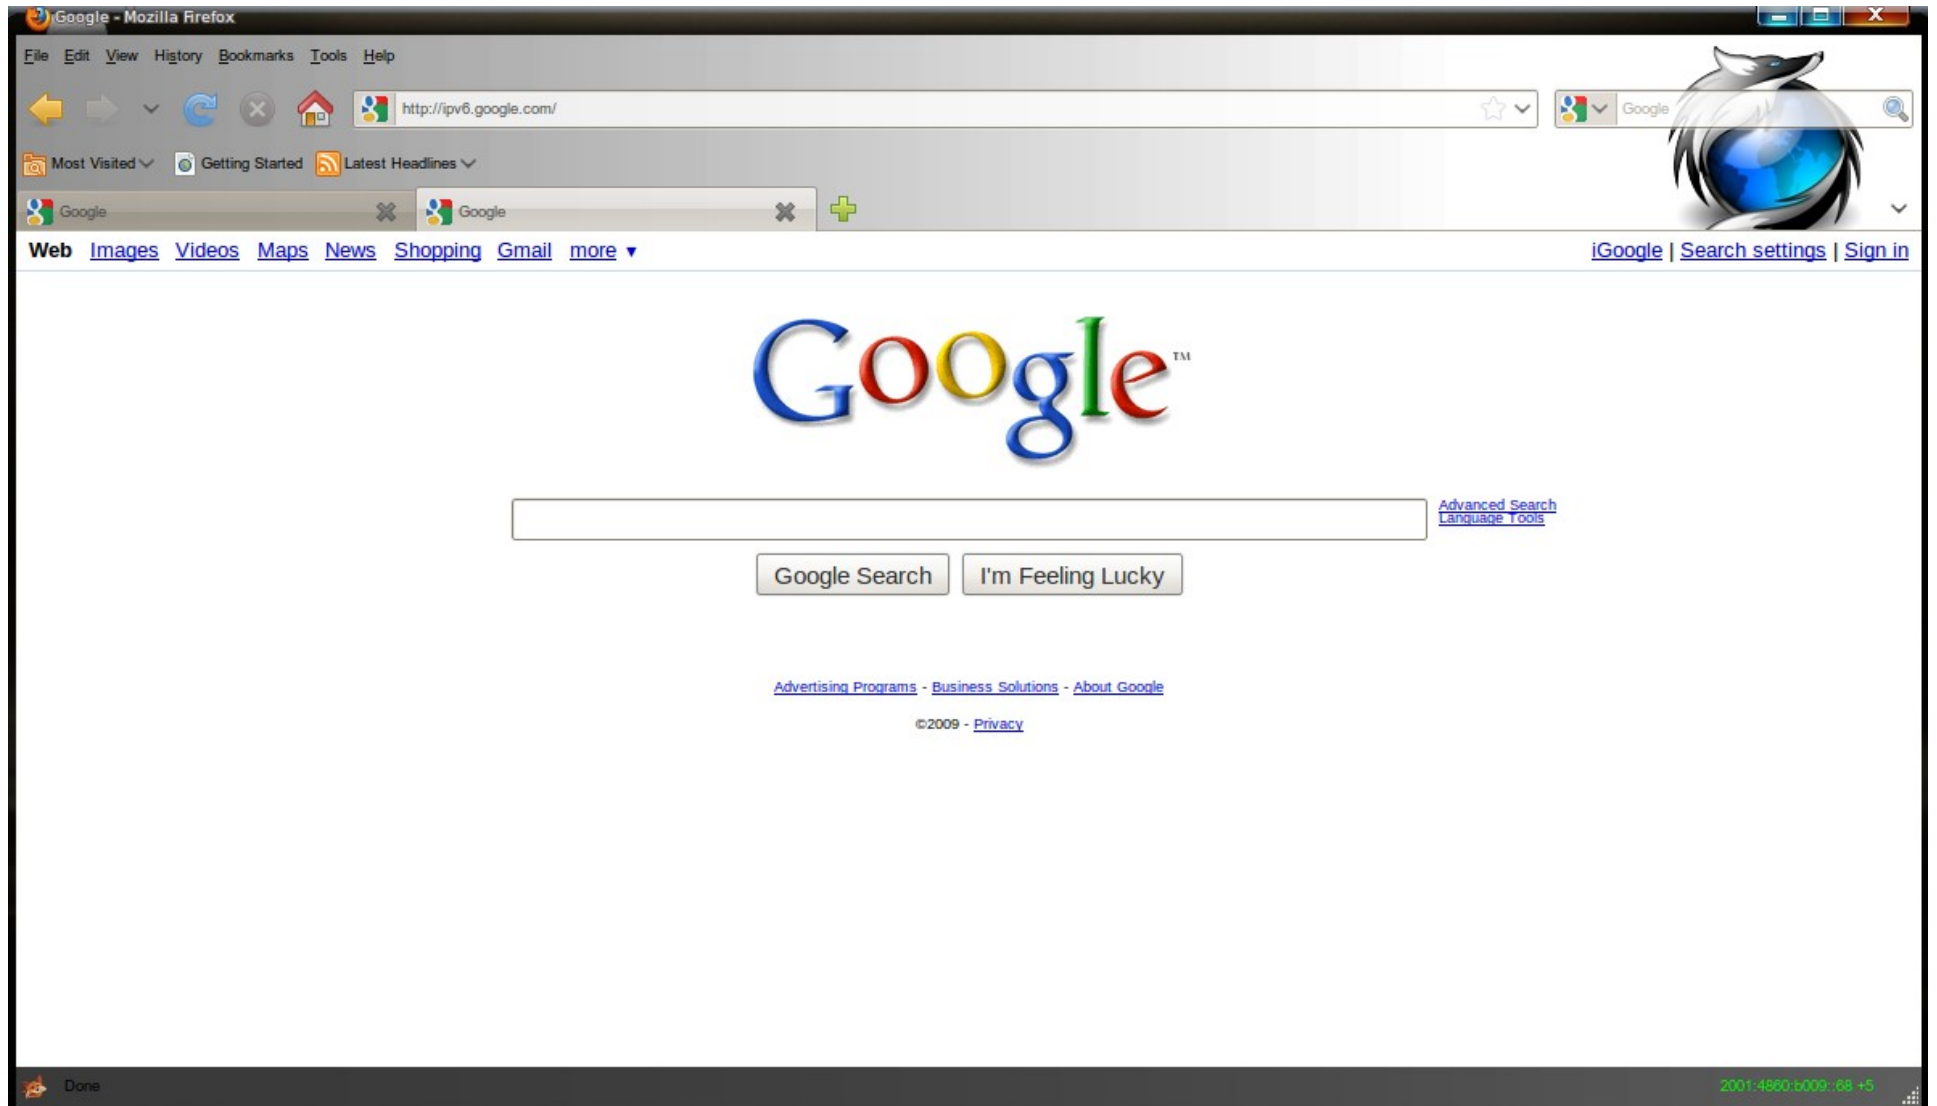 Google - Mozilla Firefox
File Edit View History Bookmarks Tools Help
http://ipv6.google.com/ Google
Most Visited Getting Started Latest Headlines
Google Google
Web Images Videos Maps News Shopping Gmail more ▼ iGoogle | Search settings | Sign in
Google™
Advanced Search
Language Tools
Google Search I'm Feeling Lucky
Advertising Programs - Business Solutions - About Google
©2009 - Privacy
Done 2001:4860:b009::68 +5